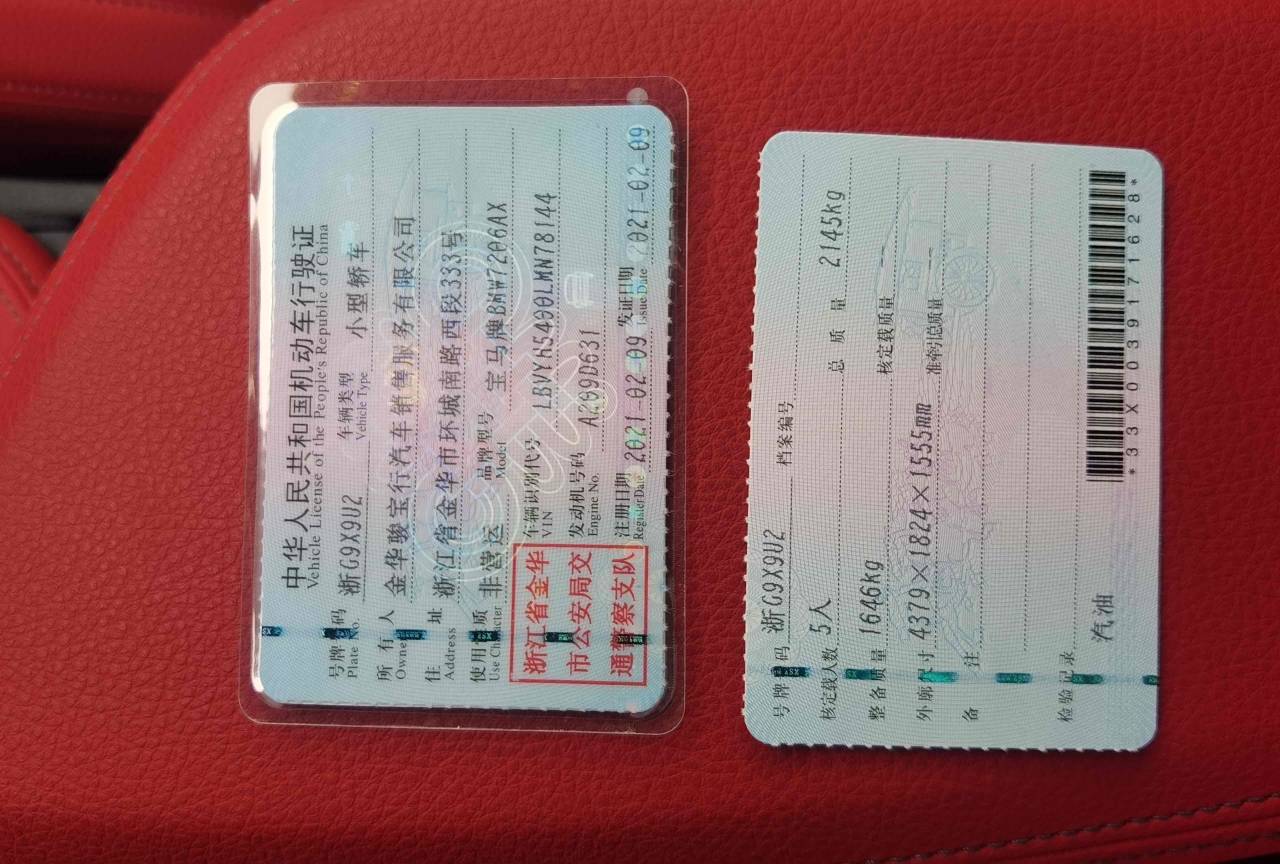 中华人民共和国机动车行驶证
Vehicle License of the People's Republic of China
号牌号码 浙G9X9U2 车辆类型 小型轿车
Plate No. Vehicle Type
所有人 金华骏宝行汽车销售服务有限公司
Owner
住址 浙江省金华市环城南路西段333号
Address
使用性质 非营运 品牌型号 宝马牌BMW7206AX
Use Character Model
浙江省金华
市公安局交
通警察支队
车辆识别代号 LBVYH5400LMN78144
VIN
发动机号码 A209D631
Engine No.
注册日期 2021-02-09 发证日期 2021-02-09
Register Date Issue Date
号牌号码 浙G9X9U2 档案编号
核定载人数 5人 总质量 2145kg
整备质量 1646kg 核定载质量
外廓尺寸 4379×1824×1555mm 准牵引总质量
备注
检验记录
汽油
*33X0039171628*